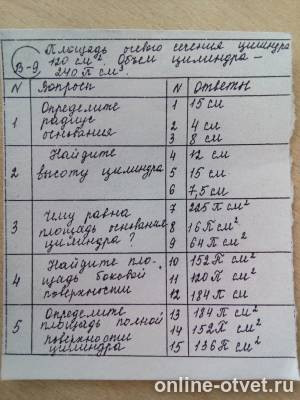 В-9, Площадь осевого сечения цилиндра
120 см². Объем цилиндра –
240 π см³.
N Вопросы N Ответы
1 Определите радиус основания
1 15 см
2 4 см
3 8 см
2 Найдите высоту цилиндра
4 12 см
5 15 см
6 7,5 см
3 Чему равна площадь основания цилиндра?
7 225 π см²
8 16 π см²
9 64 π см²
4 Найдите площадь боковой поверхности
10 152 π см²
11 120 π см²
12 184 π см
5 Определите площадь полной поверхности цилиндра
13 184 π см²
14 152 π см²
15 136 π см²
online-otvet.ru